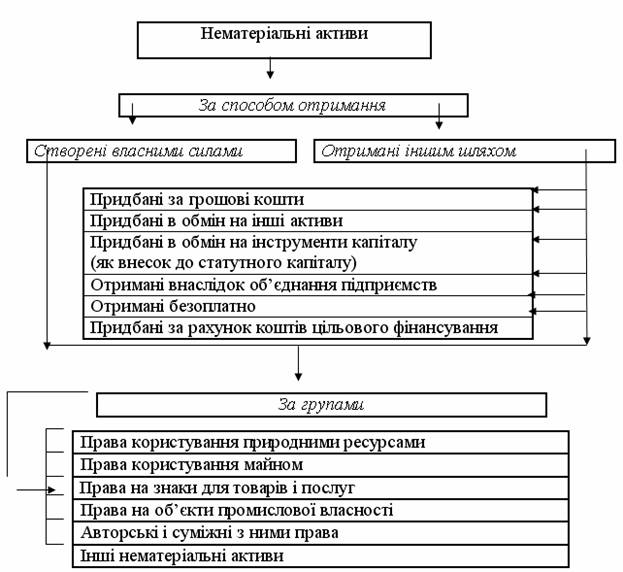 Нематеріальні активи
За способом отримання
Створені власними силами
Отримані іншим шляхом
Придбані за грошові кошти
Придбані в обмін на інші активи
Придбані в обмін на інструменти капіталу
(як внесок до статутного капіталу)
Отримані внаслідок об’єднання підприємств
Отримані безоплатно
Придбані за рахунок коштів цільового фінансування
За групами
Права користування природними ресурсами
Права користування майном
Права на знаки для товарів і послуг
Права на об’єкти промислової власності
Авторські і суміжні з ними права
Інші нематеріальні активи